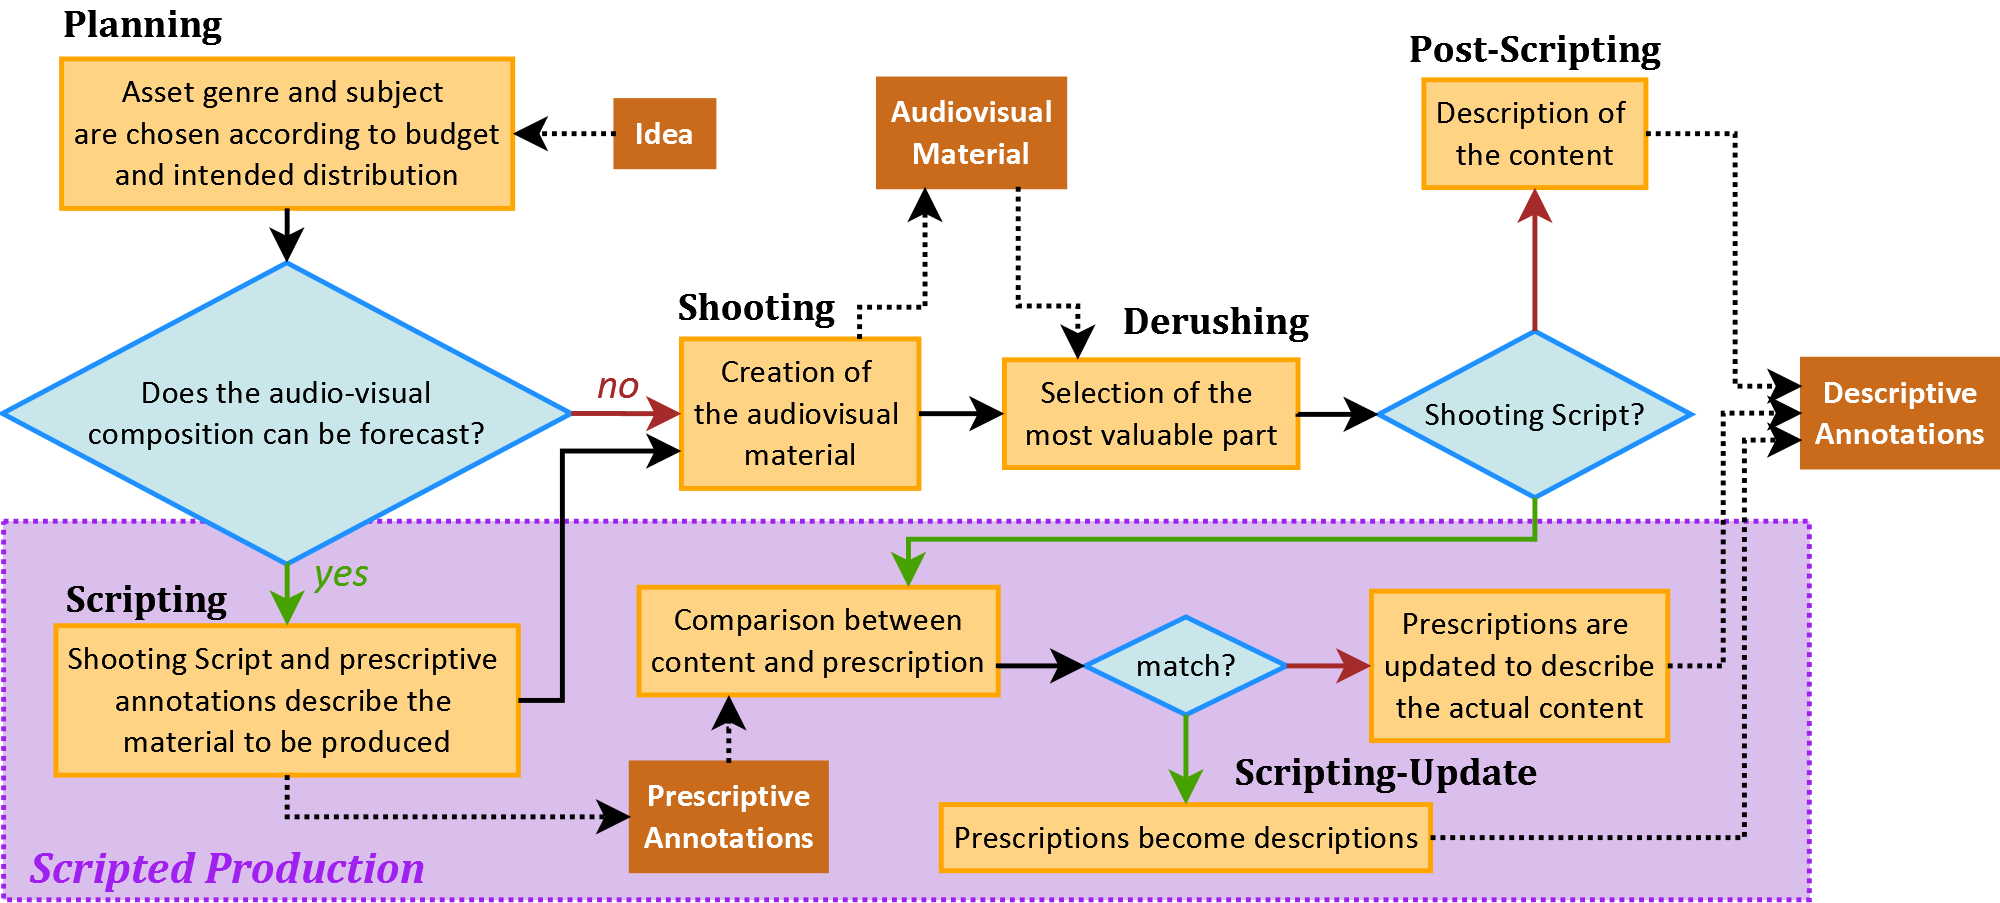 Planning
Asset genre and subject
are chosen according to budget
and intended distribution
Idea
Does the audio-visual
composition can be forecast?
no
yes
Shooting
Creation of
the audiovisual
material
Audiovisual
Material
Derushing
Selection of the
most valuable part
Shooting Script?
Post-Scripting
Description of
the content
Descriptive
Annotations
Scripting
Shooting Script and prescriptive
annotations describe the
material to be produced
Prescriptive
Annotations
Comparison between
content and prescription
match?
Prescriptions are
updated to describe
the actual content
Scripting-Update
Prescriptions become descriptions
Scripted Production